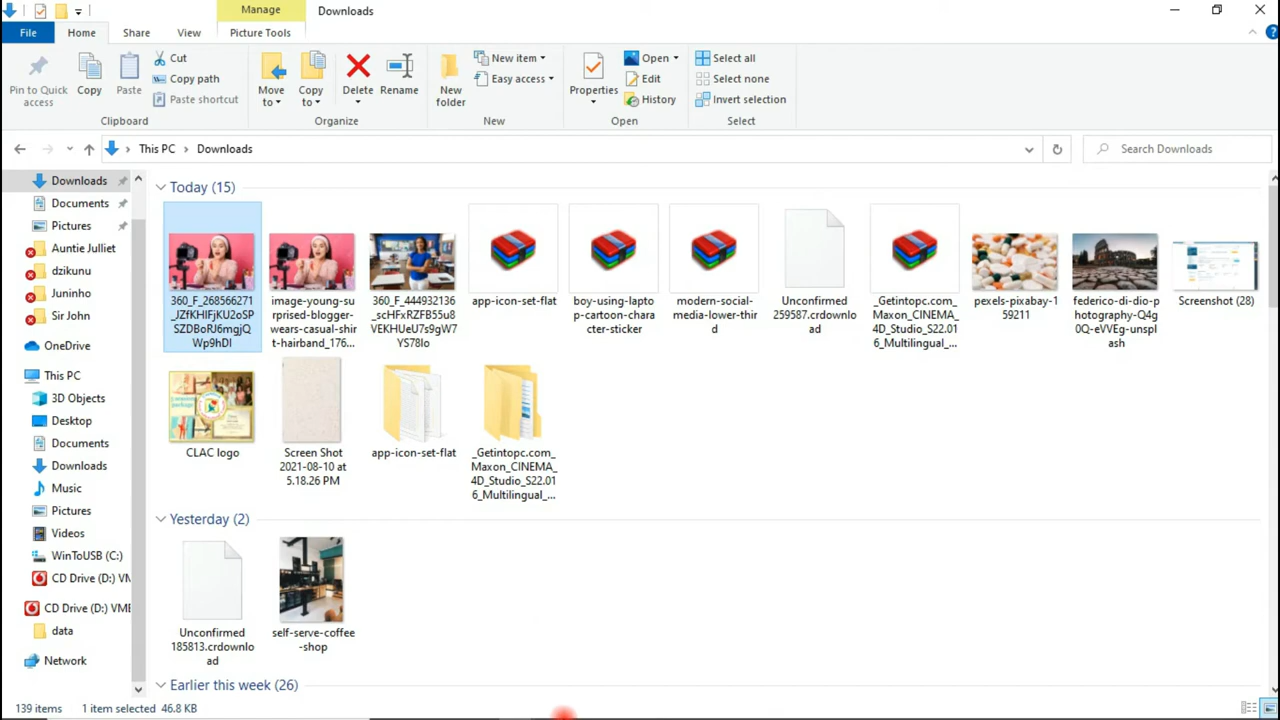 Manage
Downloads
File
Home
Share
View
Picture Tools
Pin to Quick
access
Copy
Paste
Cut
Copy path
Paste shortcut
Move
to
Copy
to
Delete
Rename
New
folder
New item
Easy access
Properties
Open
Edit
History
Select all
Select none
Invert selection
Clipboard
Organize
New
Open
Select
This PC
Downloads
Search Downloads
Downloads
Documents
Pictures
Auntie Julliet
dzikunu
Juninho
Sir John
OneDrive
This PC
3D Objects
Desktop
Documents
Downloads
Music
Pictures
Videos
WinToUSB (C:)
CD Drive (D:) VM
CD Drive (D:) VME
data
Network
Today (15)
360_F_268566271
_JZfKHIFjKU2oSP
SZDBoRJ6mgjQ
Wp9hDI
image-young-su
rprised-blogger-
wears-casual-shir
t-hairband_176...
360_F_444932136
_scHFxRZFB55u8
VEKHUeU7s9gW7
YS78Io
app-icon-set-flat
boy-using-lapto
p-cartoon-chara
cter-sticker
modern-social-
media-lower-thir
d
Unconfirmed
259587.crdownlo
ad
_Getintopc.com_
Maxon_CINEMA_
4D_Studio_S22.01
6_Multilingual_...
pexels-pixabay-1
59211
federico-di-dio-p
hotography-Q4g
0Q-eVVEg-unspl
ash
Screenshot (28)
CLAC logo
Screen Shot
2021-08-10 at
5.18.26 PM
app-icon-set-flat
_Getintopc.com_
Maxon_CINEMA_
4D_Studio_S22.01
6_Multilingual_...
Yesterday (2)
Unconfirmed
185813.crdownlo
ad
self-serve-coffee
-shop
Earlier this week (26)
139 items
1 item selected 46.8 KB